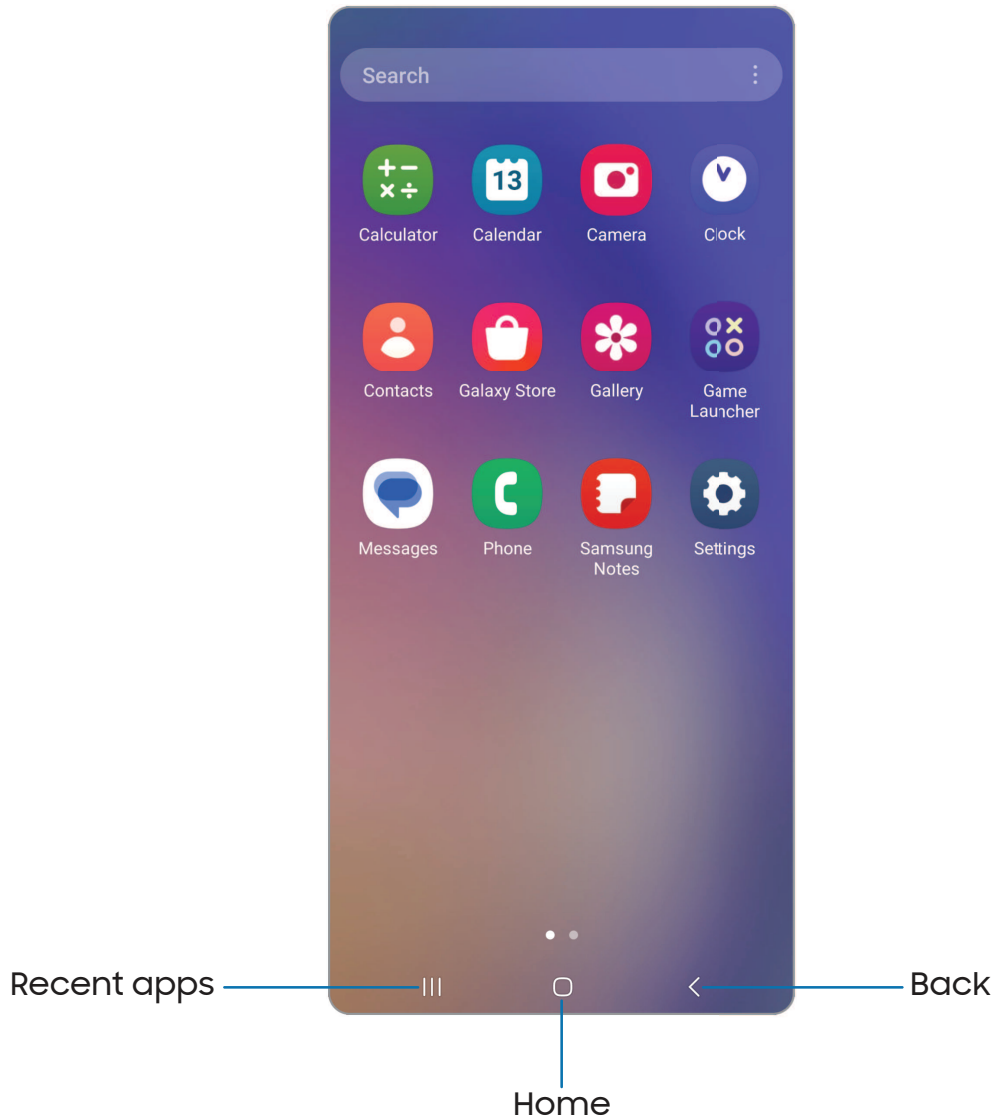 Search
13
Calculator
Calendar
Camera
Clock
Contacts
Galaxy Store
Gallery
Game
Launcher
Messages
Phone
Samsung
Notes
Settings
Recent apps
Back
Home